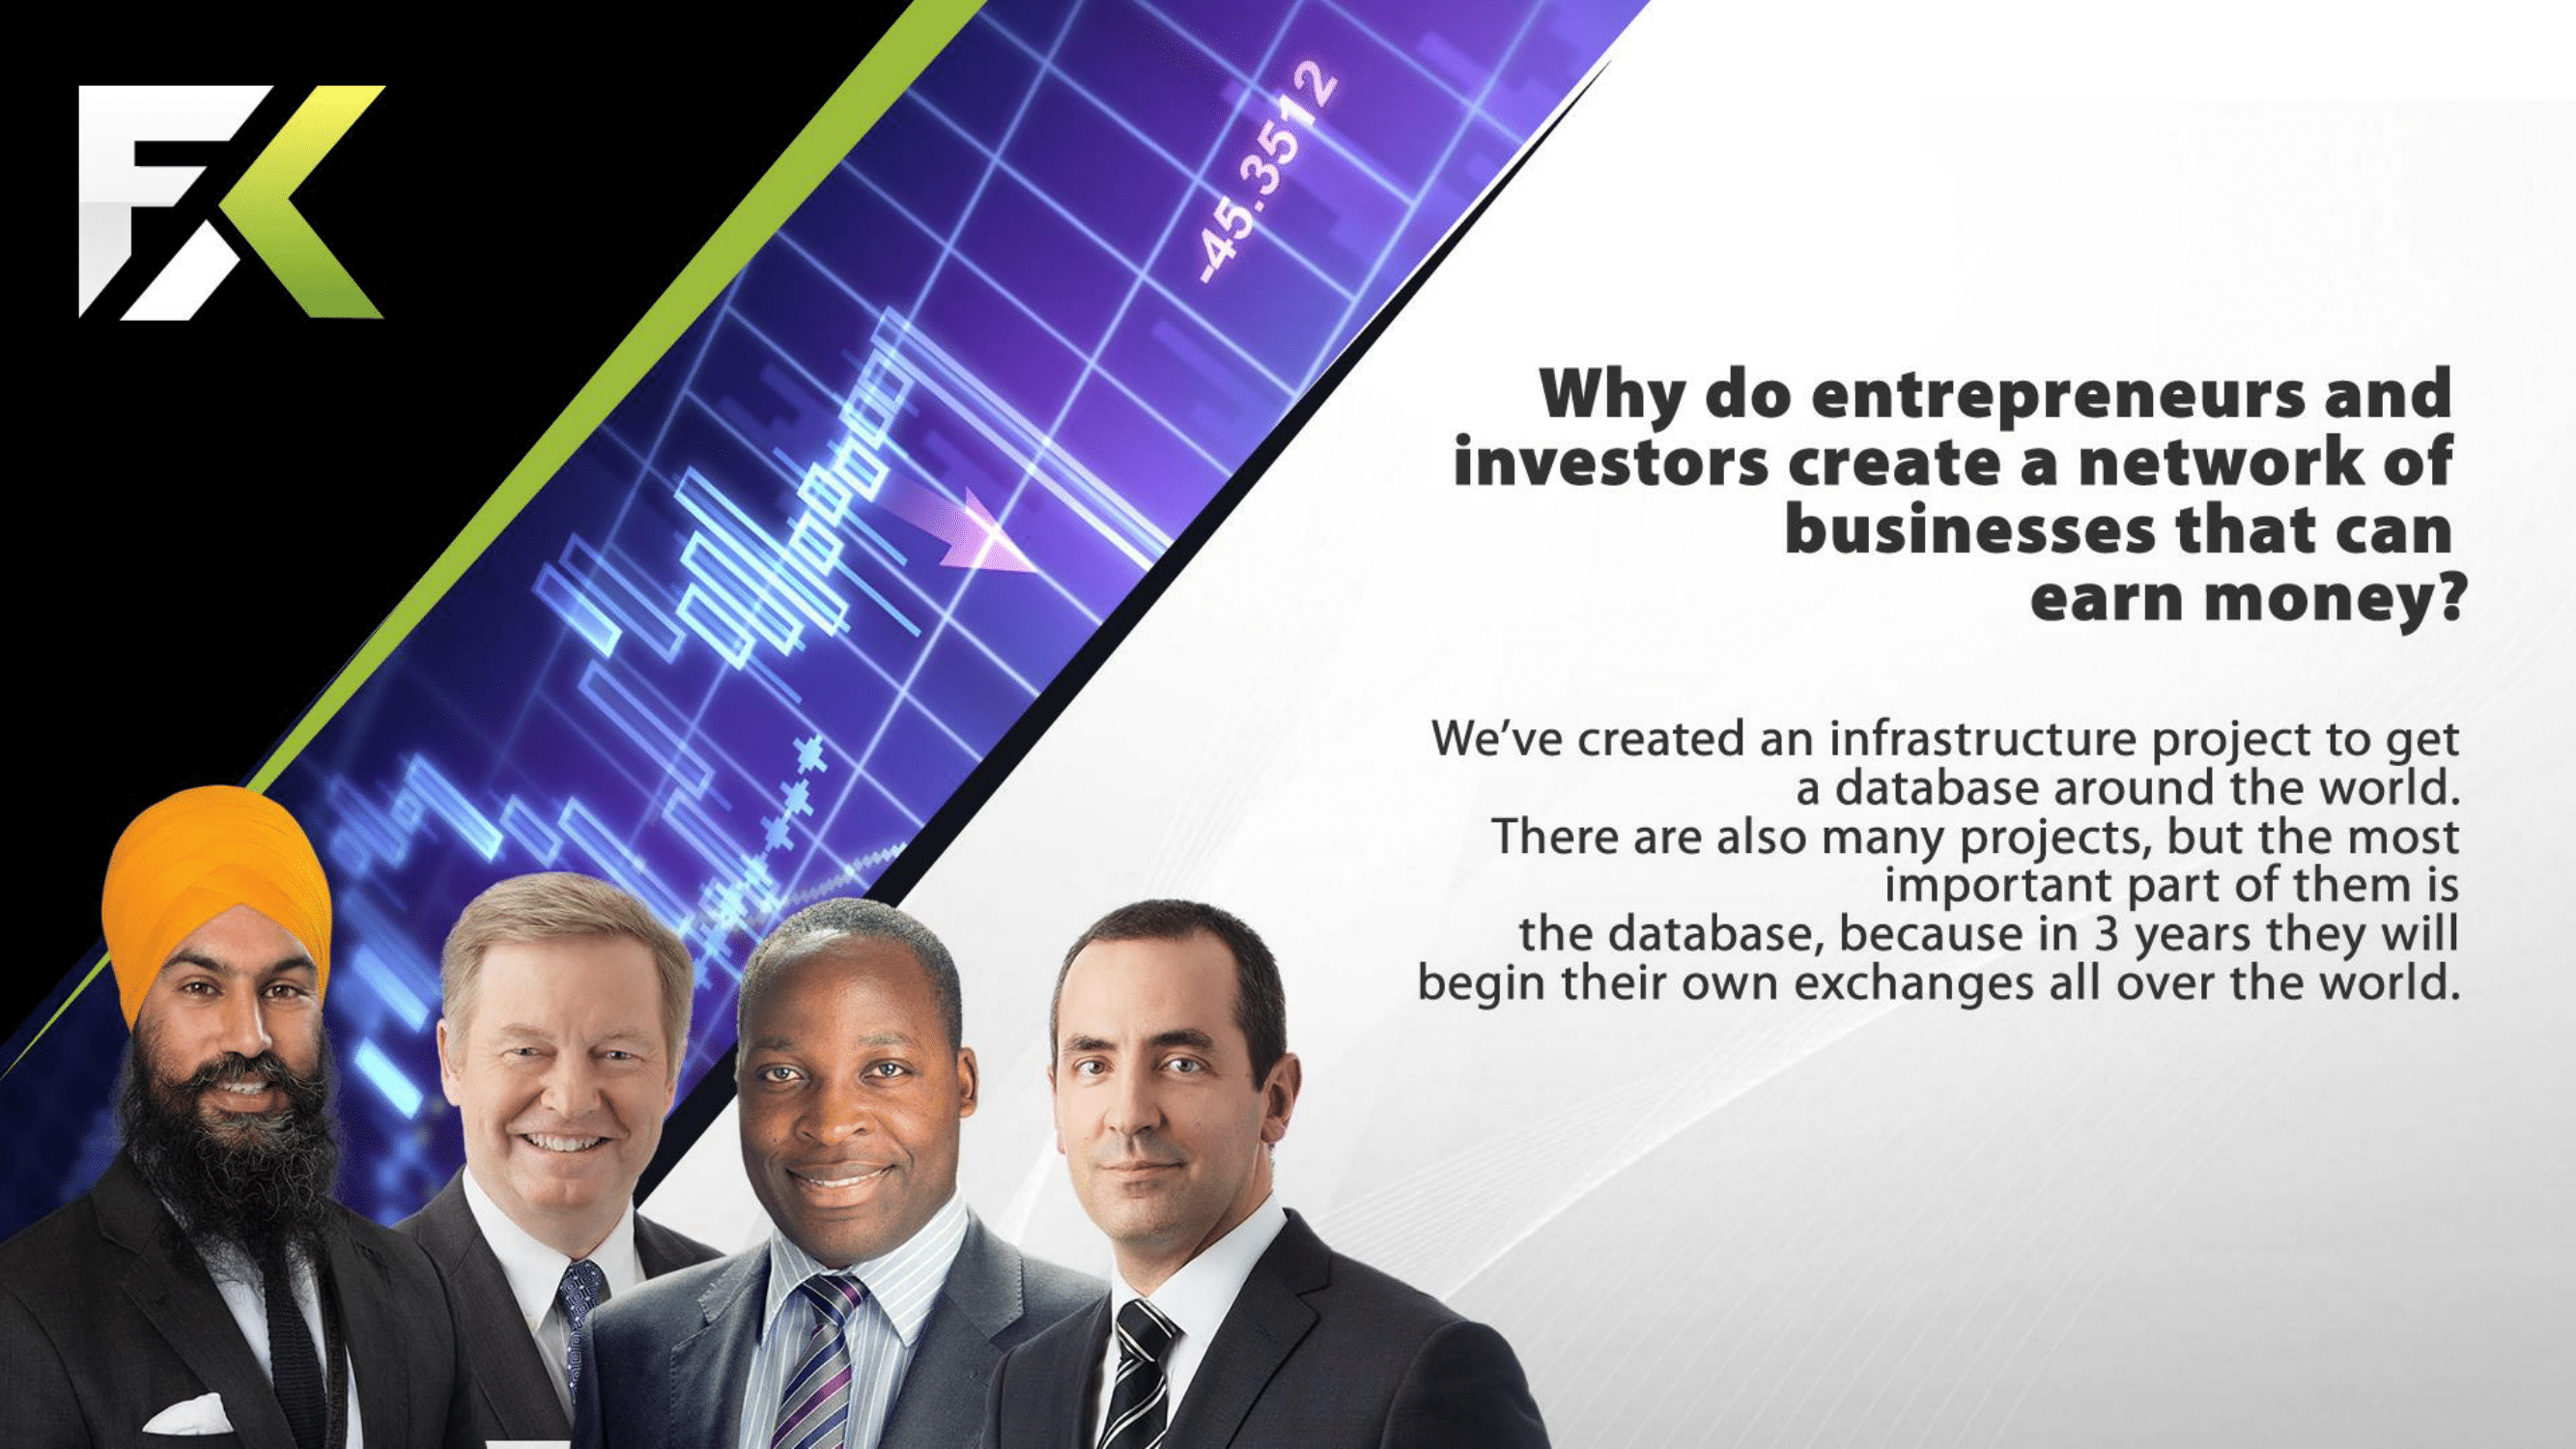 FX
-45.3512
Why do entrepreneurs and
investors create a network of
businesses that can
earn money?
We've created an infrastructure project to get
a database around the world.
There are also many projects, but the most
important part of them is
the database, because in 3 years they will
begin their own exchanges all over the world.